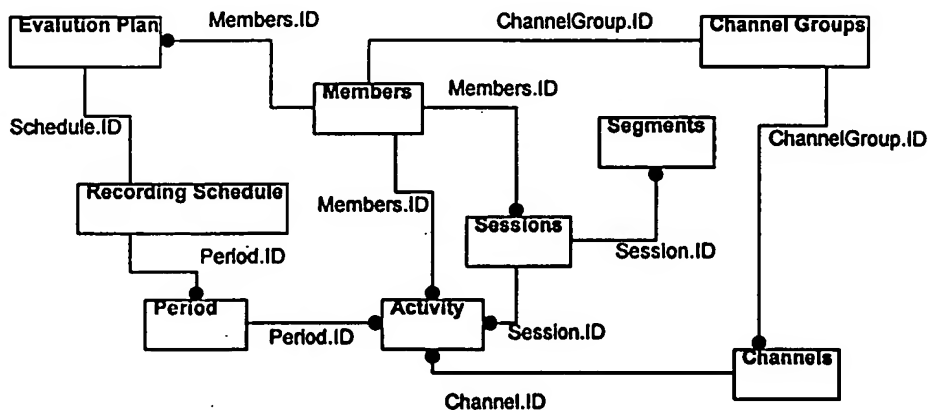 Evalution Plan
Members.ID
ChannelGroup.ID
Channel Groups
Members
Members.ID
Schedule.ID
Segments
ChannelGroup.ID
Recording Schedule
Members.ID
Sessions
Session.ID
Period.ID
Period
Activity
Period.ID
Session.ID
Channels
Channel.ID